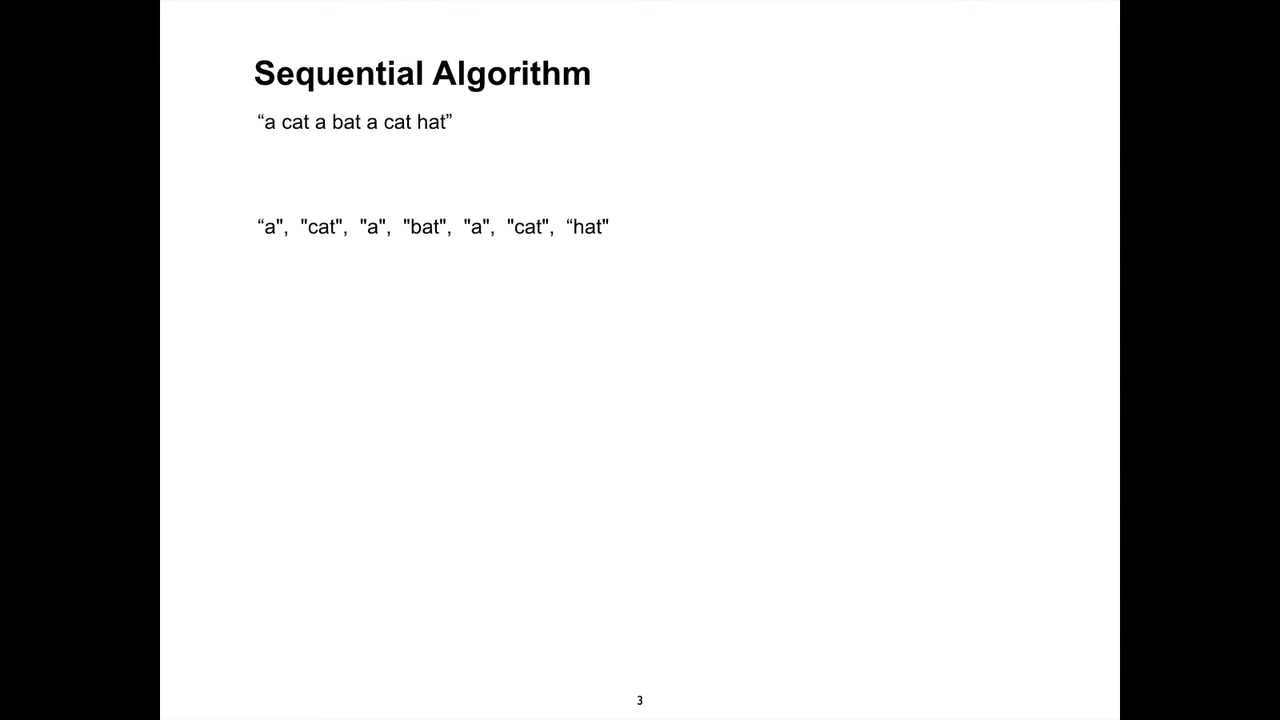 Sequential Algorithm
“a cat a bat a cat hat”
“a", "cat", "a", "bat", "a", "cat", “hat"
3